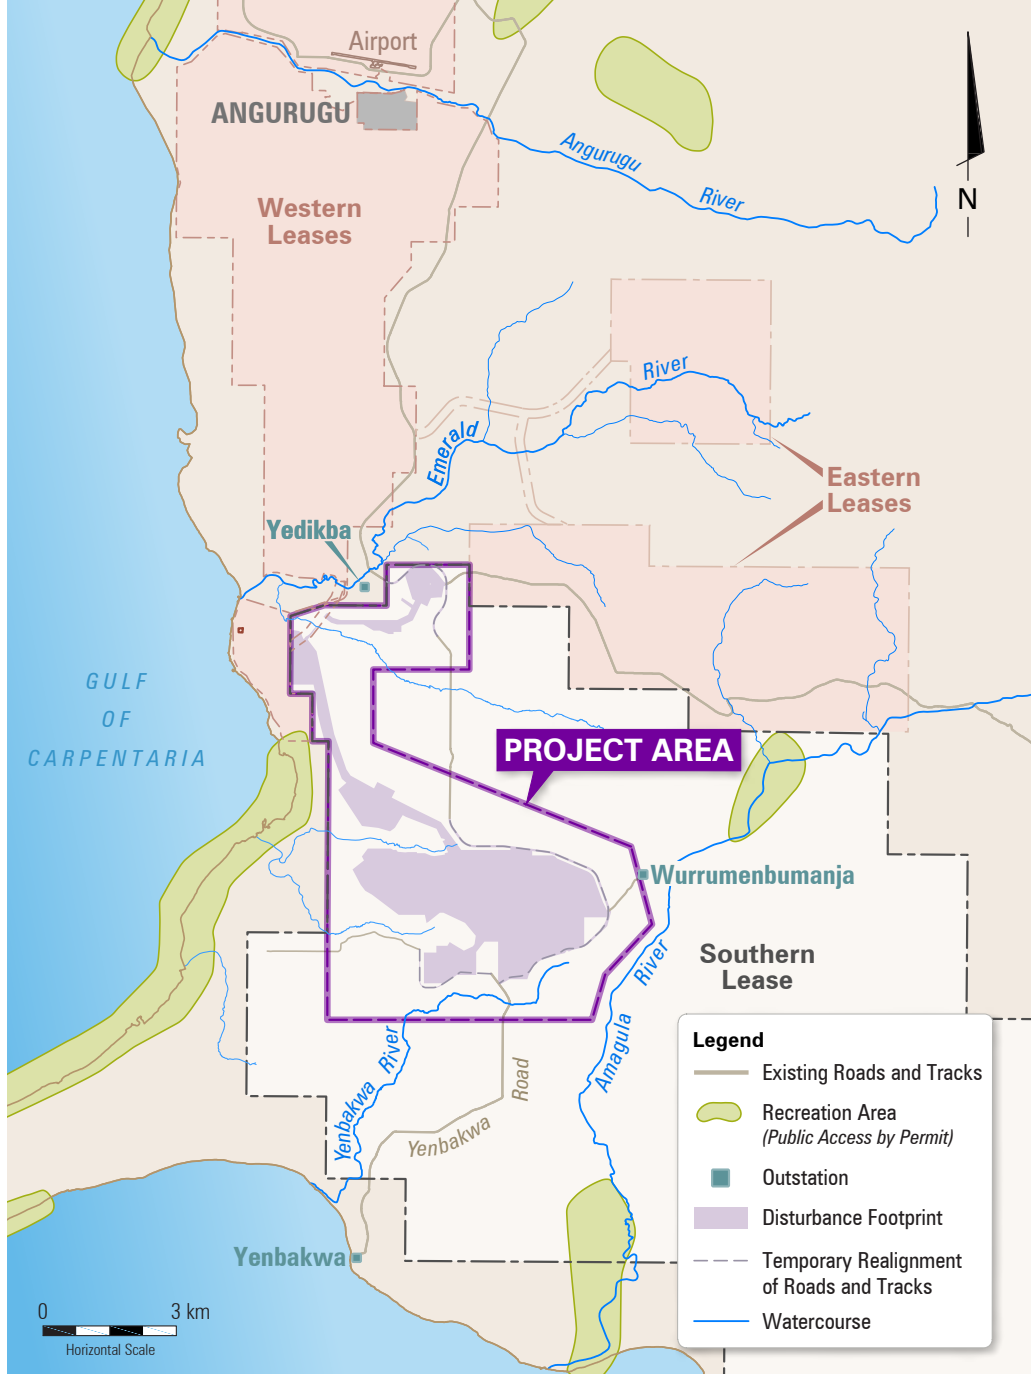 Airport
ANGURUGU
Angurugu
River
N
Western
Leases
River
Emerald
Eastern
Leases
Yedikba
GULF
OF
CARPENTARIA
PROJECT AREA
Wurrumenbumanja
Southern
Lease
River
Amagula
River
Yenbakwa
Road
Yenbakwa
Yenbakwa
0 3 km
Horizontal Scale
Legend
Existing Roads and Tracks
Recreation Area
(Public Access by Permit)
Outstation
Disturbance Footprint
Temporary Realignment
of Roads and Tracks
Watercourse